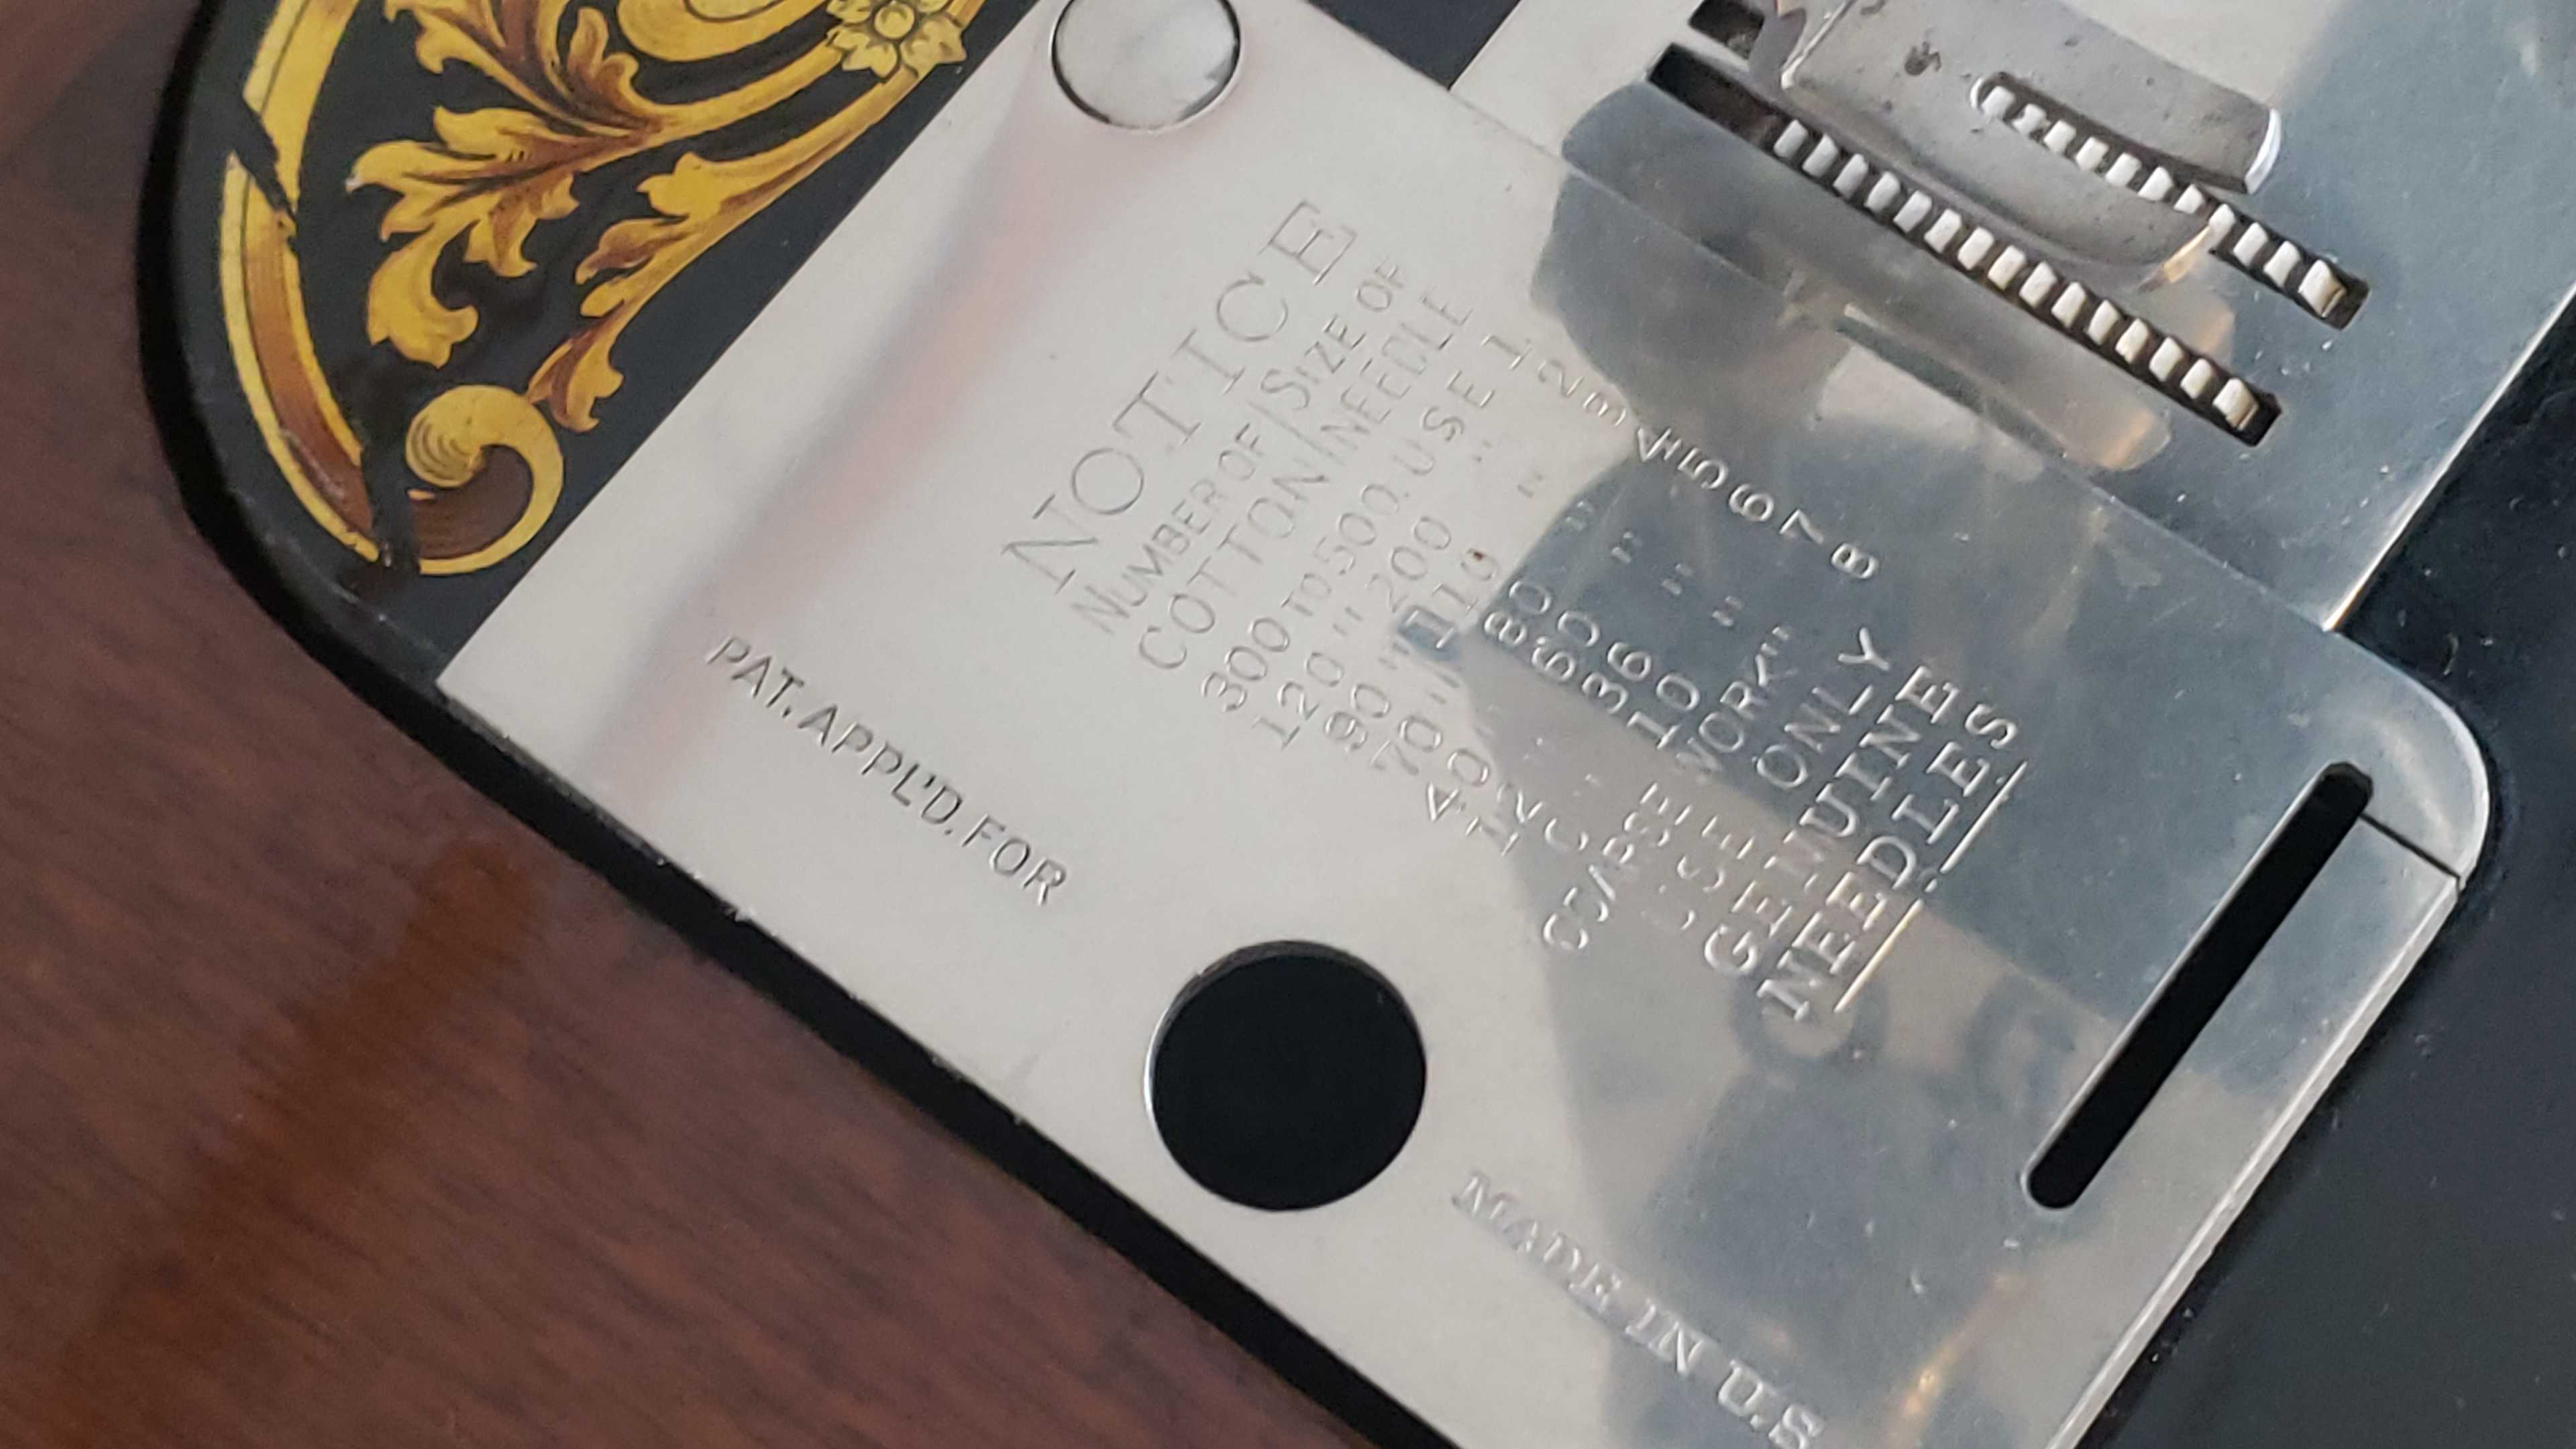 NOTICE
NUMBER OF / SIZE OF
COTTON / NEEDLE
300 TO 500. USE 1
120 " 200 " 2
90 " 110 " 3
70 " 80 " 4
40 " 60 " 5
12 " 36 " 6
C " 10 " 7
COARSE WORK " 8
USE ONLY
GENUINE
NEEDLES
PAT. APPL'D. FOR
MADE IN U.S